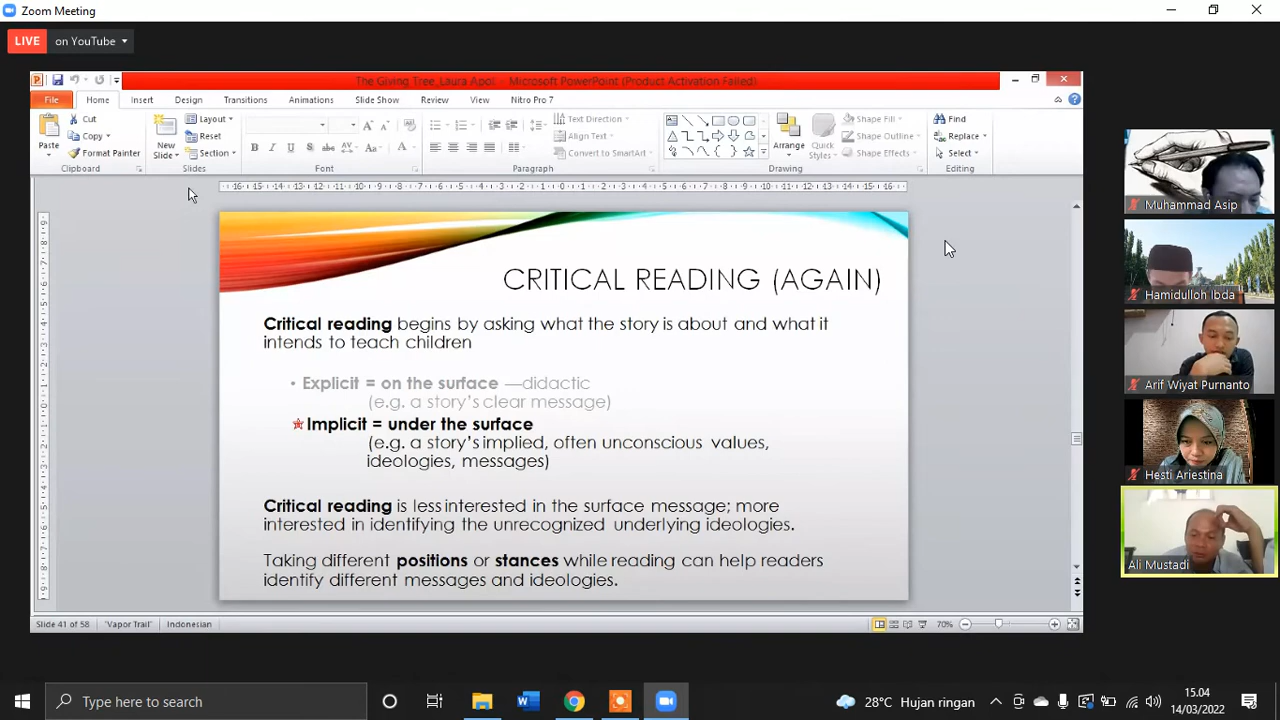 Zoom Meeting
LIVE on YouTube
The Giving Tree_Laura Apol - Microsoft PowerPoint (Product Activation Failed)
File Home Insert Design Transitions Animations Slide Show Review View Nitro Pro 7
Paste
Cut
Copy
Format Painter
Clipboard
New
Slide
Layout
Reset
Section
Slides
Font
Text Direction
Align Text
Convert to SmartArt
Paragraph
Arrange
Quick
Styles
Shape Fill
Shape Outline
Shape Effects
Drawing
Find
Replace
Select
Editing
CRITICAL READING (AGAIN)
Critical reading begins by asking what the story is about and what it
intends to teach children
• Explicit = on the surface —didactic
(e.g. a story's clear message)
Implicit = under the surface
(e.g. a story's implied, often unconscious values,
ideologies, messages)
Critical reading is less interested in the surface message; more
interested in identifying the unrecognized underlying ideologies.
Taking different positions or stances while reading can help readers
identify different messages and ideologies.
Slide 41 of 58 "Vapor Trail" Indonesian 70%
Muhammad Asip
Hamidulloh Ibda
Arif Wiyat Purnanto
Hesti Ariestina
Ali Mustadi
Type here to search
28°C Hujan ringan
15.04
14/03/2022